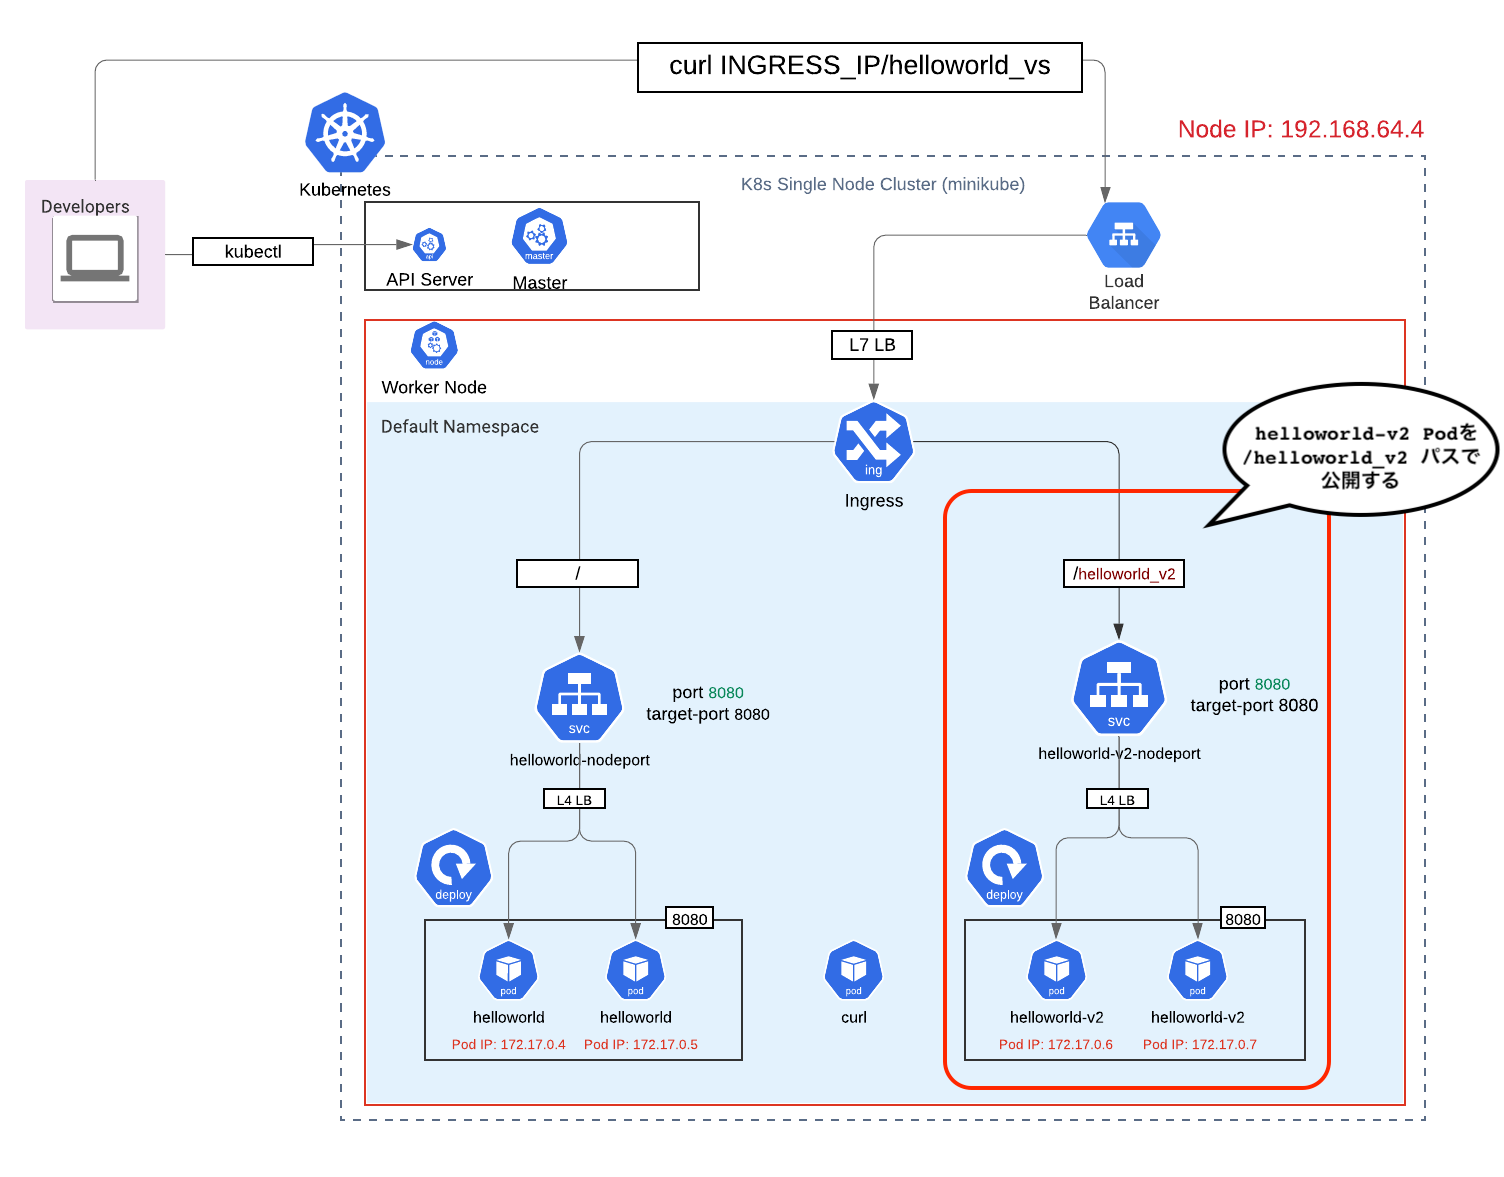 curl INGRESS_IP/helloworld_vs
Node IP: 192.168.64.4
Kubernetes
K8s Single Node Cluster (minikube)
Developers
kubectl
api
API Server
master
Master
Load
Balancer
L7 LB
node
Worker Node
Default Namespace
ing
Ingress
helloworld-v2 Podを
/helloworld_v2 パスで
公開する
/
/helloworld_v2
svc
port 8080
target-port 8080
helloworld-nodeport
L4 LB
svc
port 8080
target-port 8080
helloworld-v2-nodeport
L4 LB
deploy
8080
pod
helloworld
Pod IP: 172.17.0.4
pod
helloworld
Pod IP: 172.17.0.5
pod
curl
deploy
8080
pod
helloworld-v2
Pod IP: 172.17.0.6
pod
helloworld-v2
Pod IP: 172.17.0.7